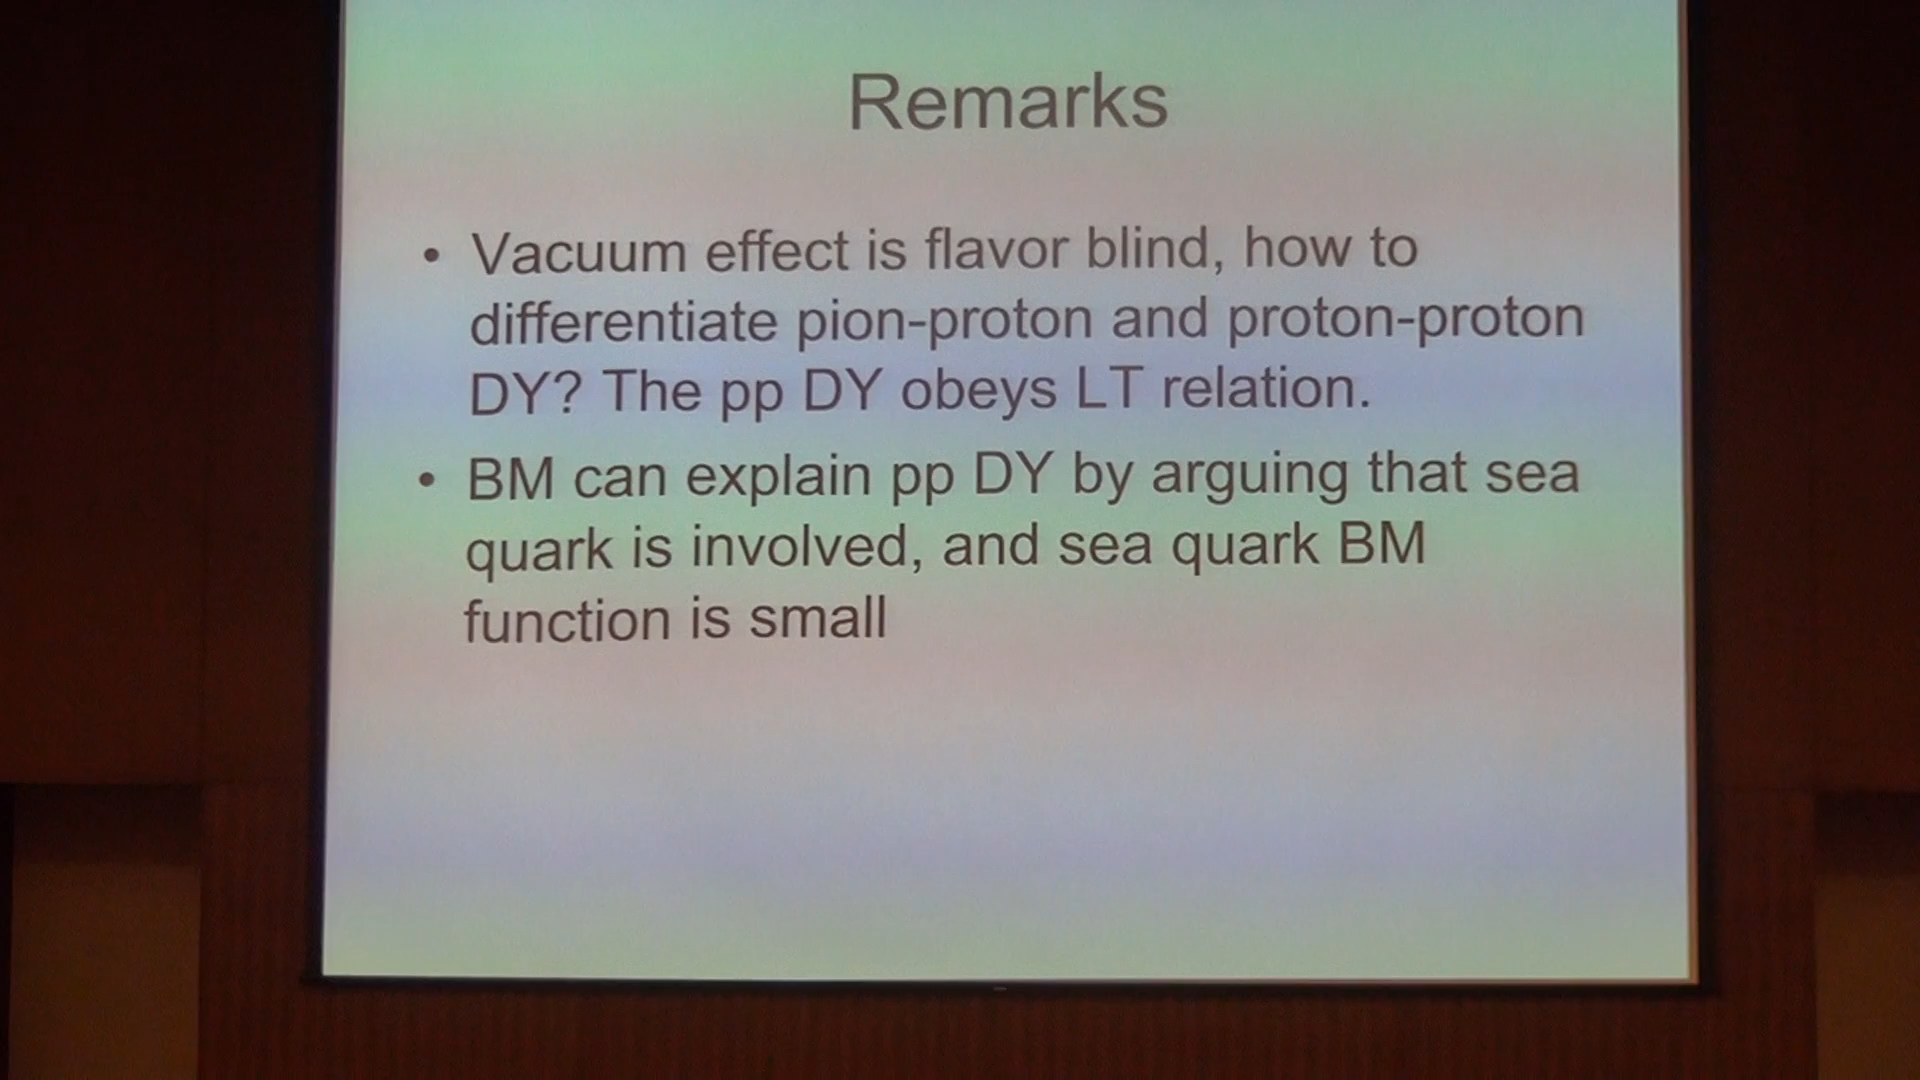 Remarks
• Vacuum effect is flavor blind, how to
differentiate pion-proton and proton-proton
DY? The pp DY obeys LT relation.
• BM can explain pp DY by arguing that sea
quark is involved, and sea quark BM
function is small